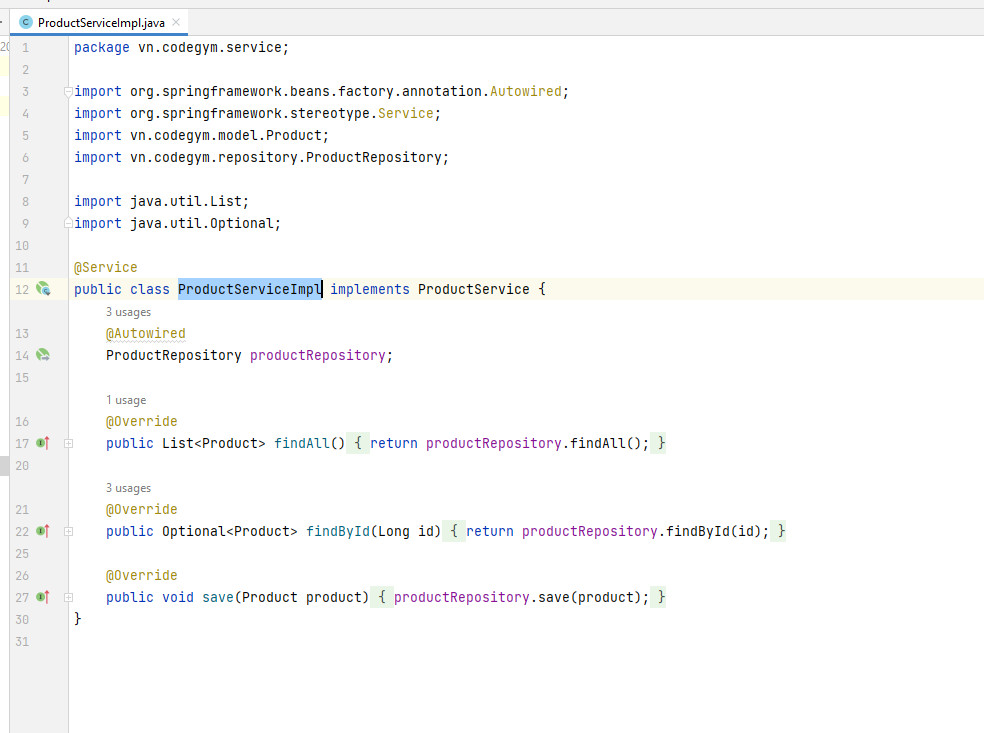 ProductServiceImpl.java
1 package vn.codegym.service;
2
3 import org.springframework.beans.factory.annotation.Autowired;
4 import org.springframework.stereotype.Service;
5 import vn.codegym.model.Product;
6 import vn.codegym.repository.ProductRepository;
7
8 import java.util.List;
9 import java.util.Optional;
10
11 @Service
12 public class ProductServiceImpl implements ProductService {
3 usages
13 @Autowired
14 ProductRepository productRepository;
15
1 usage
16 @Override
17 public List<Product> findAll() { return productRepository.findAll(); }
20
3 usages
21 @Override
22 public Optional<Product> findById(Long id) { return productRepository.findById(id); }
25
26 @Override
27 public void save(Product product) { productRepository.save(product); }
30 }
31